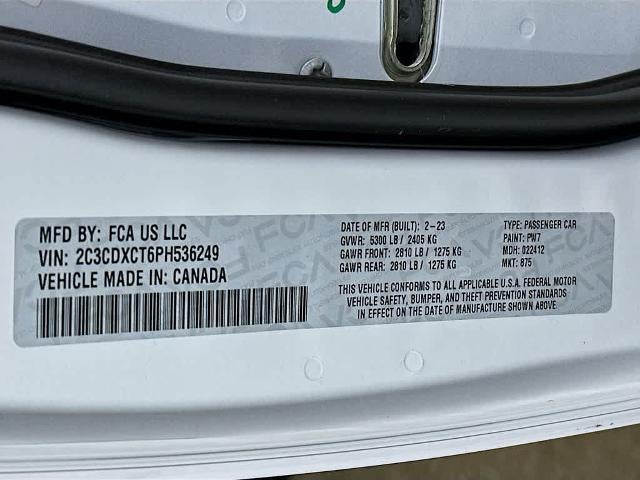 MFD BY: FCA US LLC
VIN: 2C3CDXCT6PH536249
VEHICLE MADE IN: CANADA
DATE OF MFR (BUILT): 2-23
GVWR: 5300 LB / 2405 KG
GAWR FRONT: 2810 LB / 1275 KG
GAWR REAR: 2810 LB / 1275 KG
TYPE: PASSENGER CAR
PAINT: PW7
MDH: 022412
MKT: 875
THIS VEHICLE CONFORMS TO ALL APPLICABLE U.S.A. FEDERAL MOTOR
VEHICLE SAFETY, BUMPER, AND THEFT PREVENTION STANDARDS
IN EFFECT ON THE DATE OF MANUFACTURE SHOWN ABOVE.